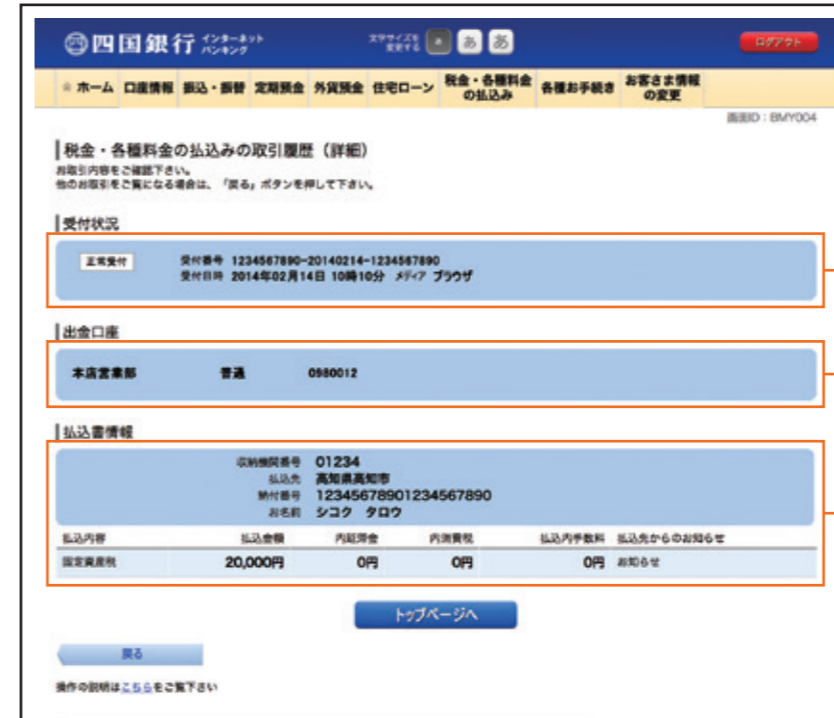 四国銀行 インターネットバンキング
文字サイズを変更する あ あ あ
ログアウト
ホーム 口座情報 振込・振替 定期預金 外貨預金 住宅ローン 税金・各種料金の払込み 各種お手続き お客さま情報の変更
画面ID:BMY004
税金・各種料金の払込みの取引履歴(詳細)
お取引内容をご確認下さい。
他のお取引をご覧になる場合は、「戻る」ボタンを押して下さい。
受付状況
正常受付 受付番号 1234567890-20140214-1234567890
受付日時 2014年02月14日 10時10分 メディア ブラウザ
出金口座
本店営業部 普通 0980012
払込書情報
収納機関番号 01234
払込先 高知県高知市
納付番号 12345678901234567890
お名前 シコク タロウ
払込内容 払込金額 内延滞金 内消費税 払込内手数料 払込先からのお知らせ
固定資産税 20,000円 0円 0円 0円 お知らせ
トップページへ
戻る
操作の説明はこちらをご覧下さい